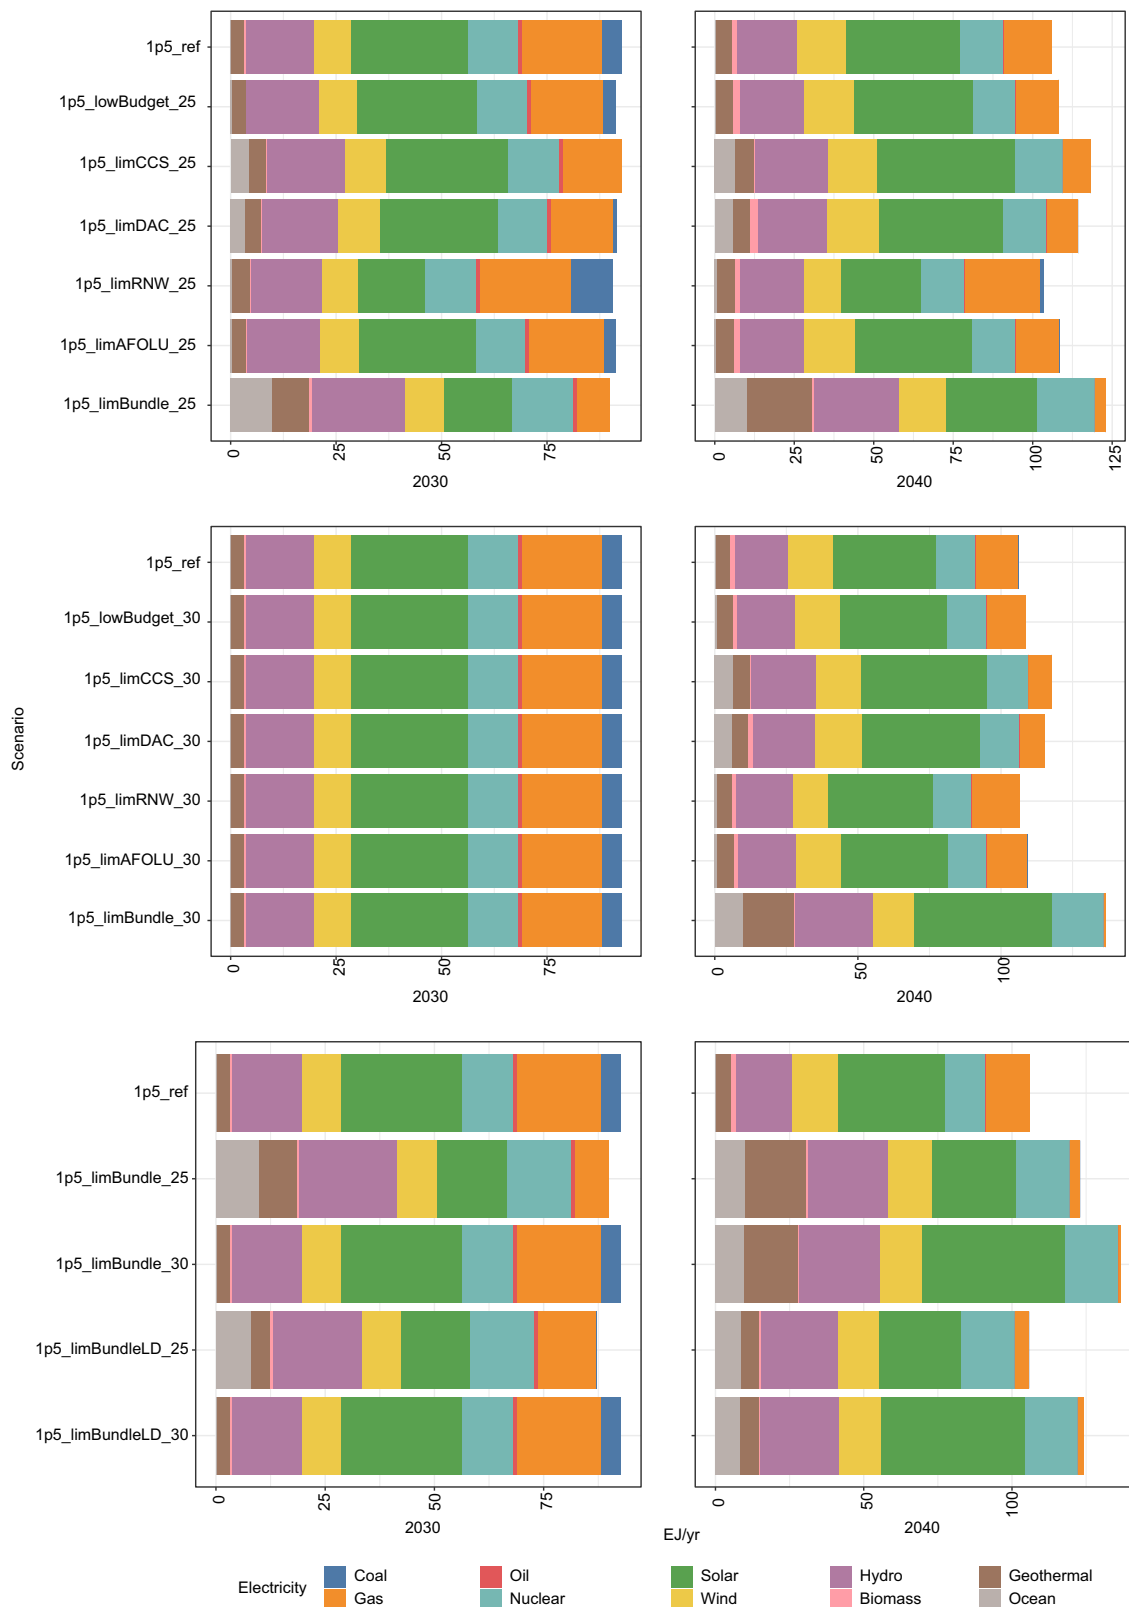 1p5_ref
1p5_lowBudget_25
1p5_limCCS_25
1p5_limDAC_25
1p5_limRNW_25
1p5_limAFOLU_25
1p5_limBundle_25
0 25 50 75
2030
0 25 50 75 100 125
2040
1p5_ref
1p5_lowBudget_30
1p5_limCCS_30
1p5_limDAC_30
1p5_limRNW_30
1p5_limAFOLU_30
1p5_limBundle_30
0 25 50 75
2030
0 50 100
2040
Scenario
1p5_ref
1p5_limBundle_25
1p5_limBundle_30
1p5_limBundleLD_25
1p5_limBundleLD_30
0 25 50 75
2030
0 50 100
2040
EJ/yr
Electricity
Coal Oil Solar Hydro Geothermal
Gas Nuclear Wind Biomass Ocean